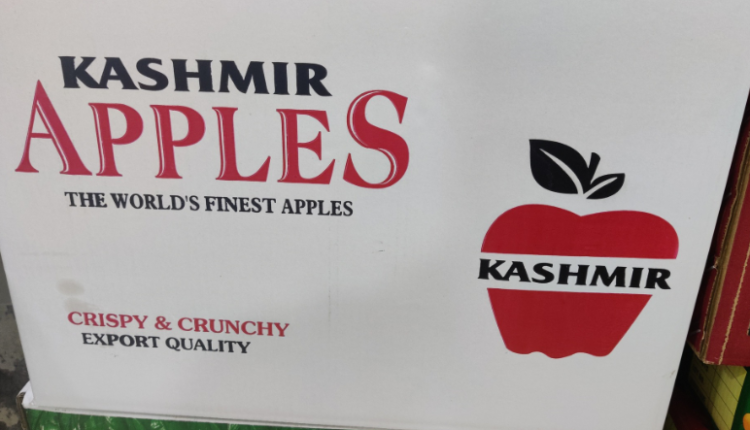 KASHMIR
APPLES
THE WORLD'S FINEST APPLES
KASHMIR
CRISPY & CRUNCHY
EXPORT QUALITY